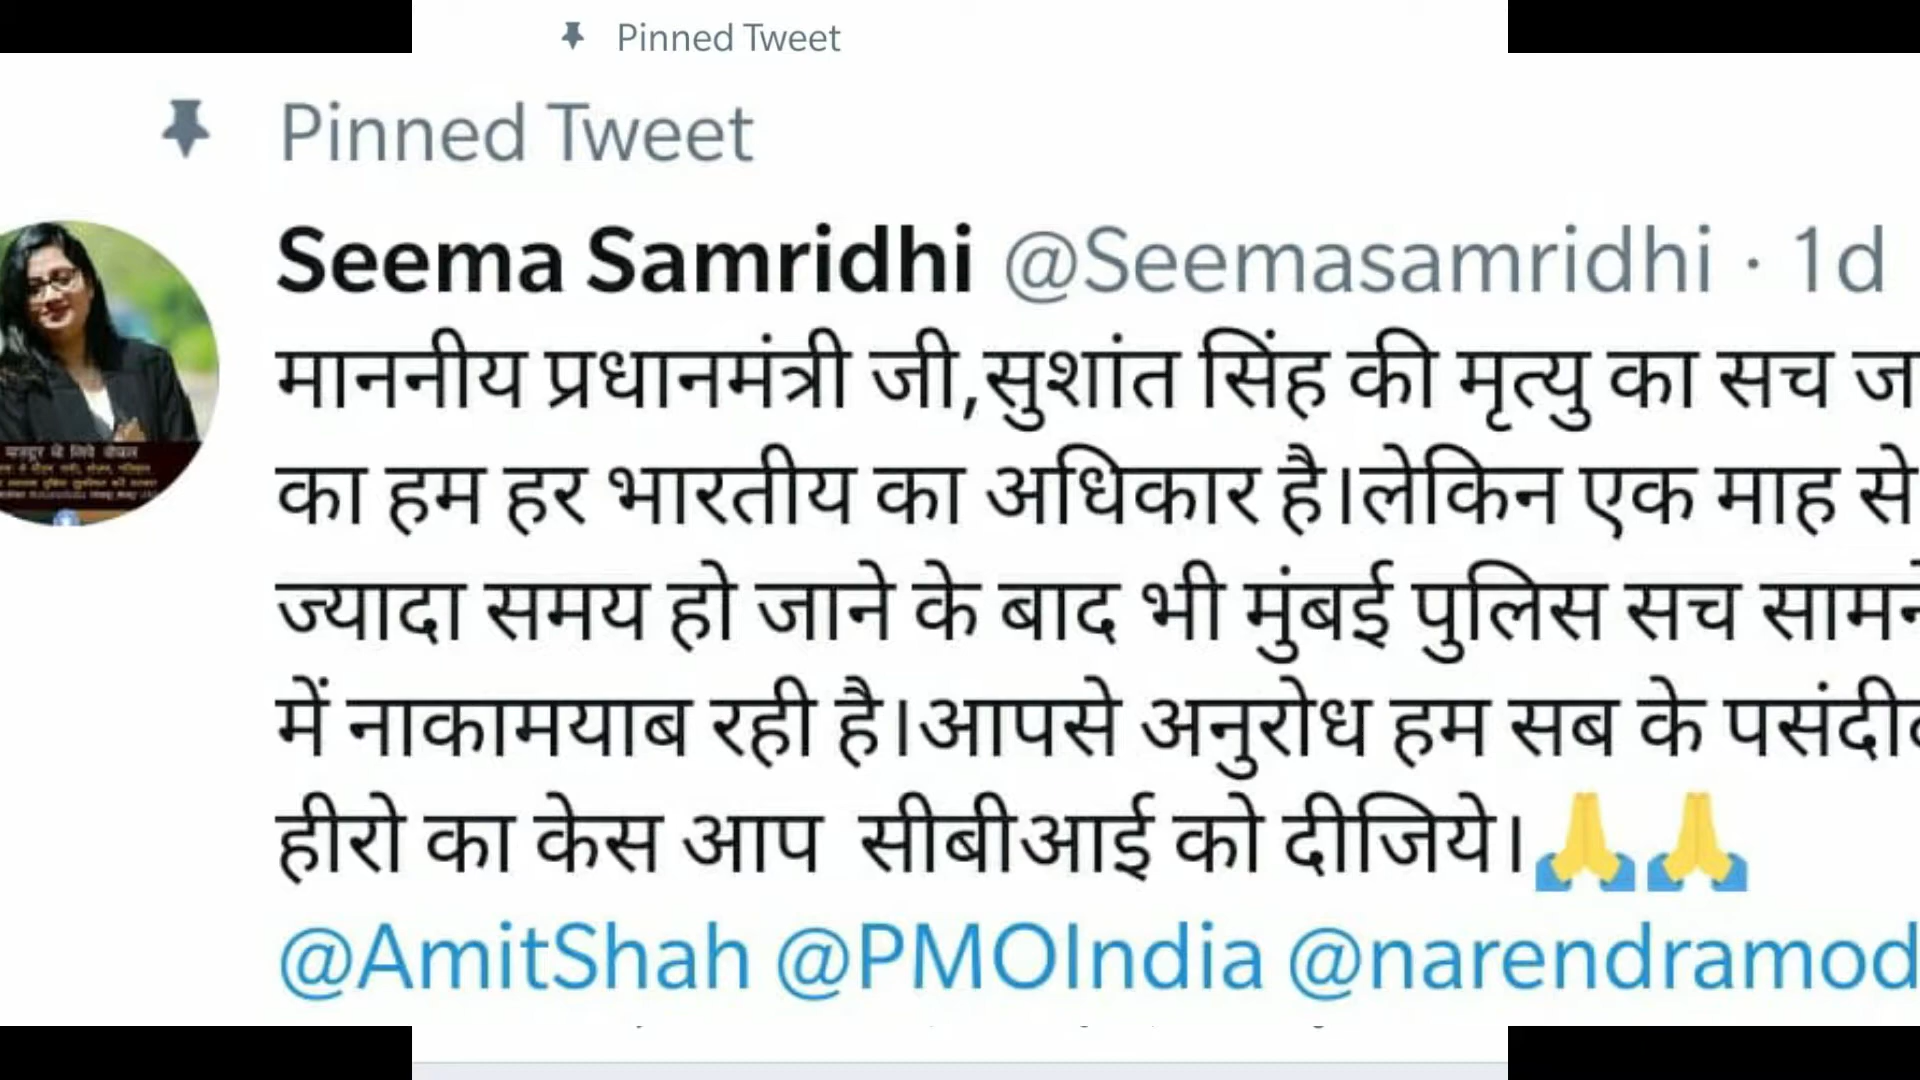 Pinned Tweet
Pinned Tweet
Seema Samridhi @Seemasamridhi · 1d
माननीय प्रधानमंत्री जी,सुशांत सिंह की मृत्यु का सच
का हम हर भारतीय का अधिकार है।लेकिन एक माह से
ज्यादा समय हो जाने के बाद भी मुंबई पुलिस सच
में नाकामयाब रही है।आपसे अनुरोध हम सब के
हीरो का केस आप सीबीआई को दीजिये।🙏🙏
@AmitShah @PMOIndia @narendramod